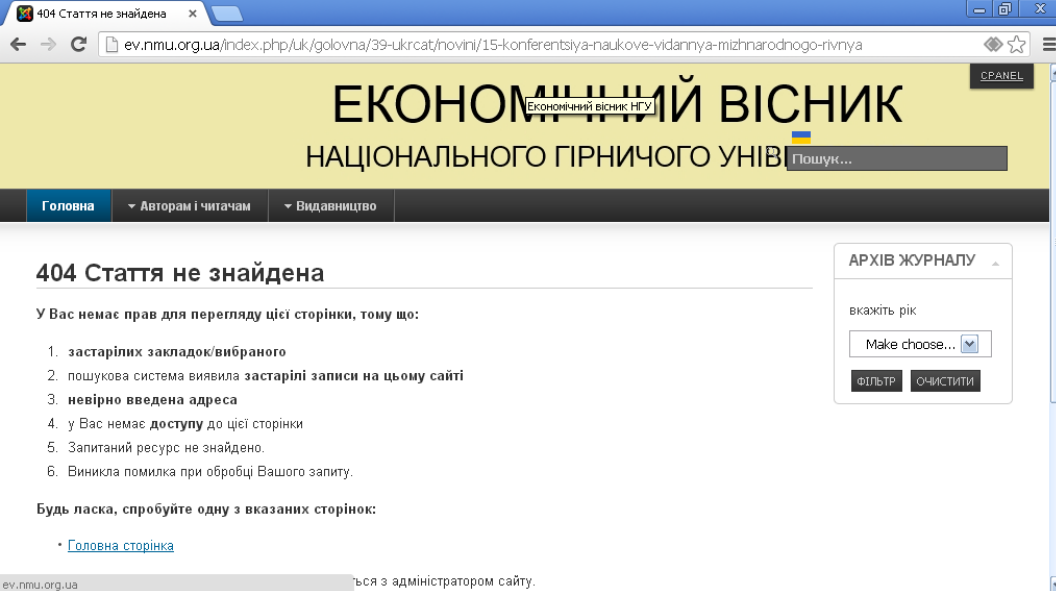 404 Стаття не знайдена
ev.nmu.org.ua/index.php/uk/golovna/39-ukrcat/novini/15-konferentsiya-naukove-vidannya-mizhnarodnogo-rivnya
CPANEL
ЕКОНОМІЧНИЙ ВІСНИК
Економічний вісник НГУ
НАЦІОНАЛЬНОГО ГІРНИЧОГО
Пошук...
Головна
Авторам і читачам
Видавництво
404 Стаття не знайдена
У Вас немає прав для перегляду цієї сторінки, тому що:
1. застарілих закладок/вибраного
2. пошукова система виявила застарілі записи на цьому сайті
3. невірно введена адреса
4. у Вас немає доступу до цієї сторінки
5. Запитаний ресурс не знайдено.
6. Виникла помилка при обробці Вашого запиту.
Будь ласка, спробуйте одну з вказаних сторінок:
• Головна сторінка
з адміністратором сайту.
АРХІВ ЖУРНАЛУ
вкажіть рік
Make choose...
ФІЛЬТР
ОЧИСТИТИ
ev.nmu.org.ua